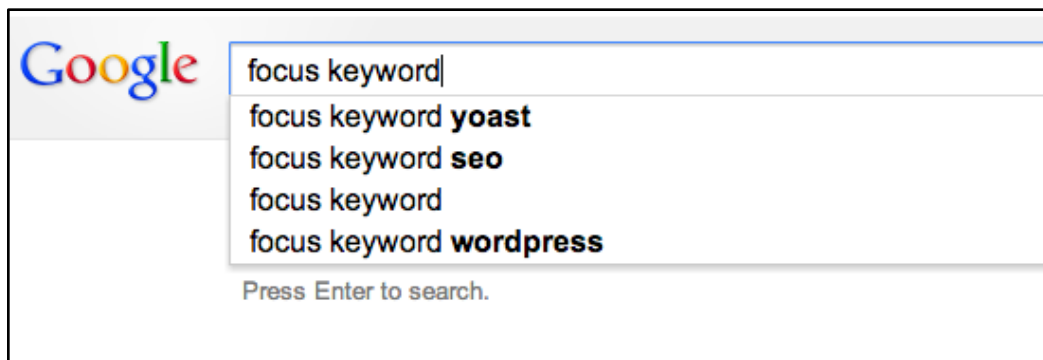 Google
focus keyword
focus keyword yoast
focus keyword seo
focus keyword
focus keyword wordpress
Press Enter to search.